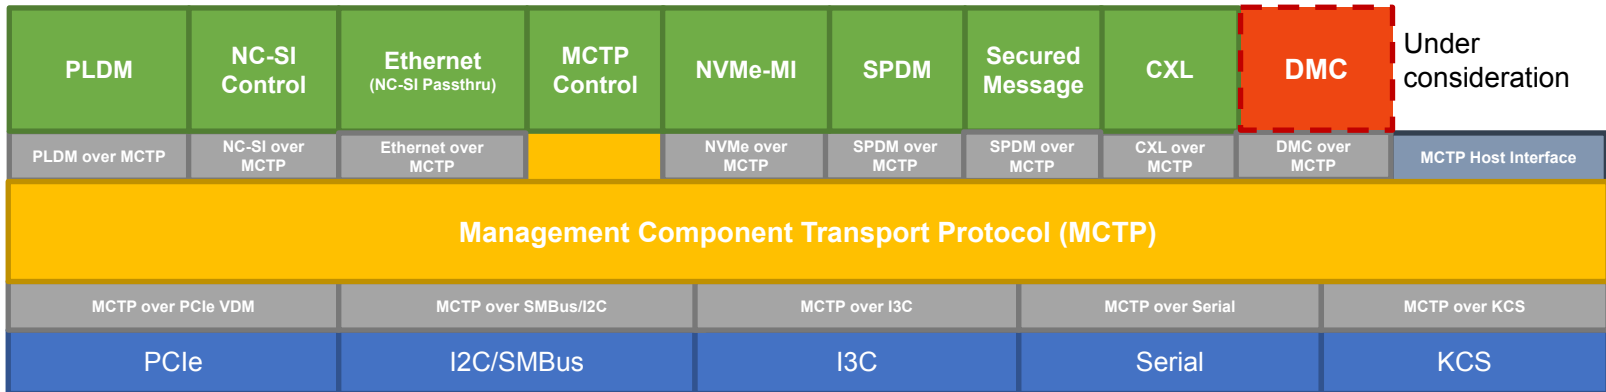 PLDM
NC-SI
Control
Ethernet
(NC-SI Passthru)
MCTP
Control
NVMe-MI
SPDM
Secured
Message
CXL
DMC
Under
consideration
PLDM over MCTP
NC-SI over
MCTP
Ethernet over
MCTP
NVMe over
MCTP
SPDM over
MCTP
SPDM over
MCTP
CXL over
MCTP
DMC over
MCTP
MCTP Host Interface
Management Component Transport Protocol (MCTP)
MCTP over PCIe VDM
MCTP over SMBus/I2C
MCTP over I3C
MCTP over Serial
MCTP over KCS
PCIe
I2C/SMBus
I3C
Serial
KCS